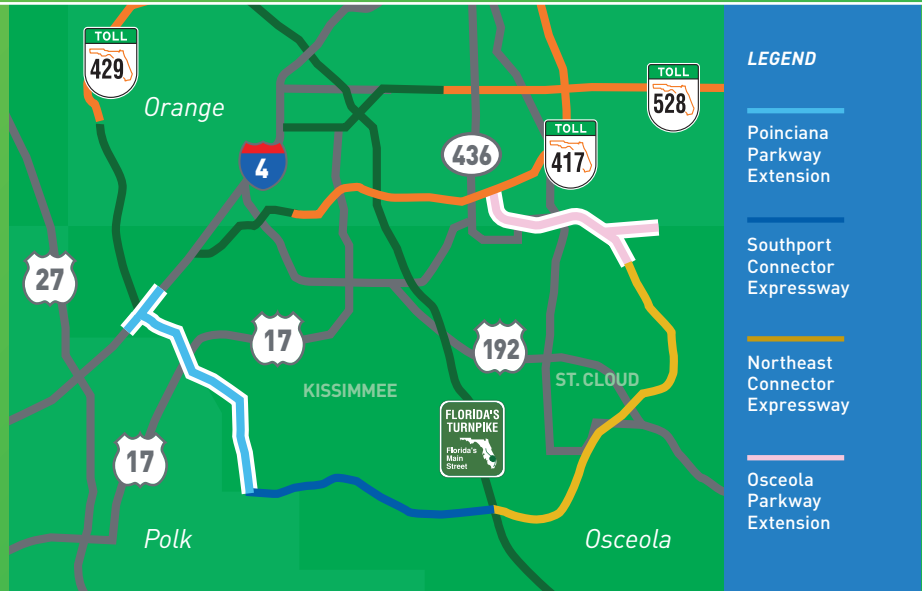 TOLL
429
Orange
4
436
TOLL
417
TOLL
528
27
17
192
KISSIMMEE
ST. CLOUD
FLORIDA'S
TURNPIKE
Florida's
Main
Street
17
Polk
Osceola
LEGEND
Poinciana
Parkway
Extension
Southport
Connector
Expressway
Northeast
Connector
Expressway
Osceola
Parkway
Extension